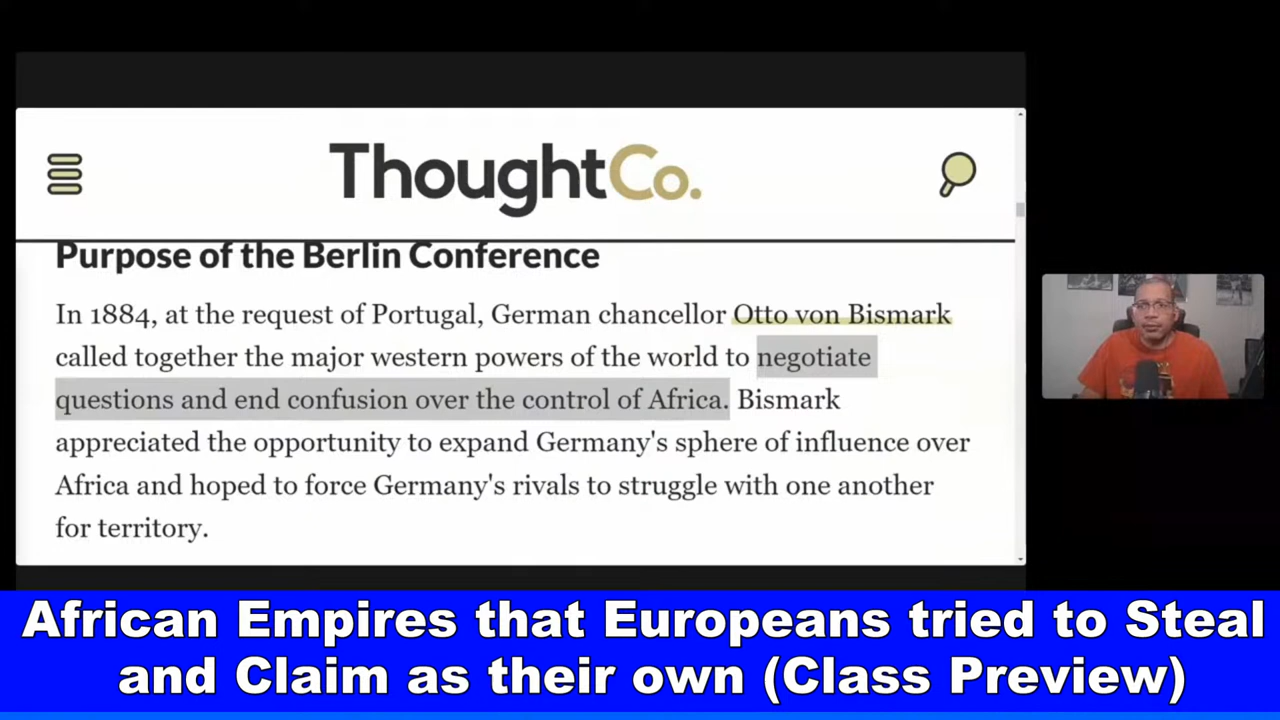 ThoughtCo.
Purpose of the Berlin Conference
In 1884, at the request of Portugal, German chancellor Otto von Bismark
called together the major western powers of the world to negotiate
questions and end confusion over the control of Africa. Bismark
appreciated the opportunity to expand Germany's sphere of influence over
Africa and hoped to force Germany's rivals to struggle with one another
for territory.
African Empires that Europeans tried to Steal
and Claim as their own (Class Preview)